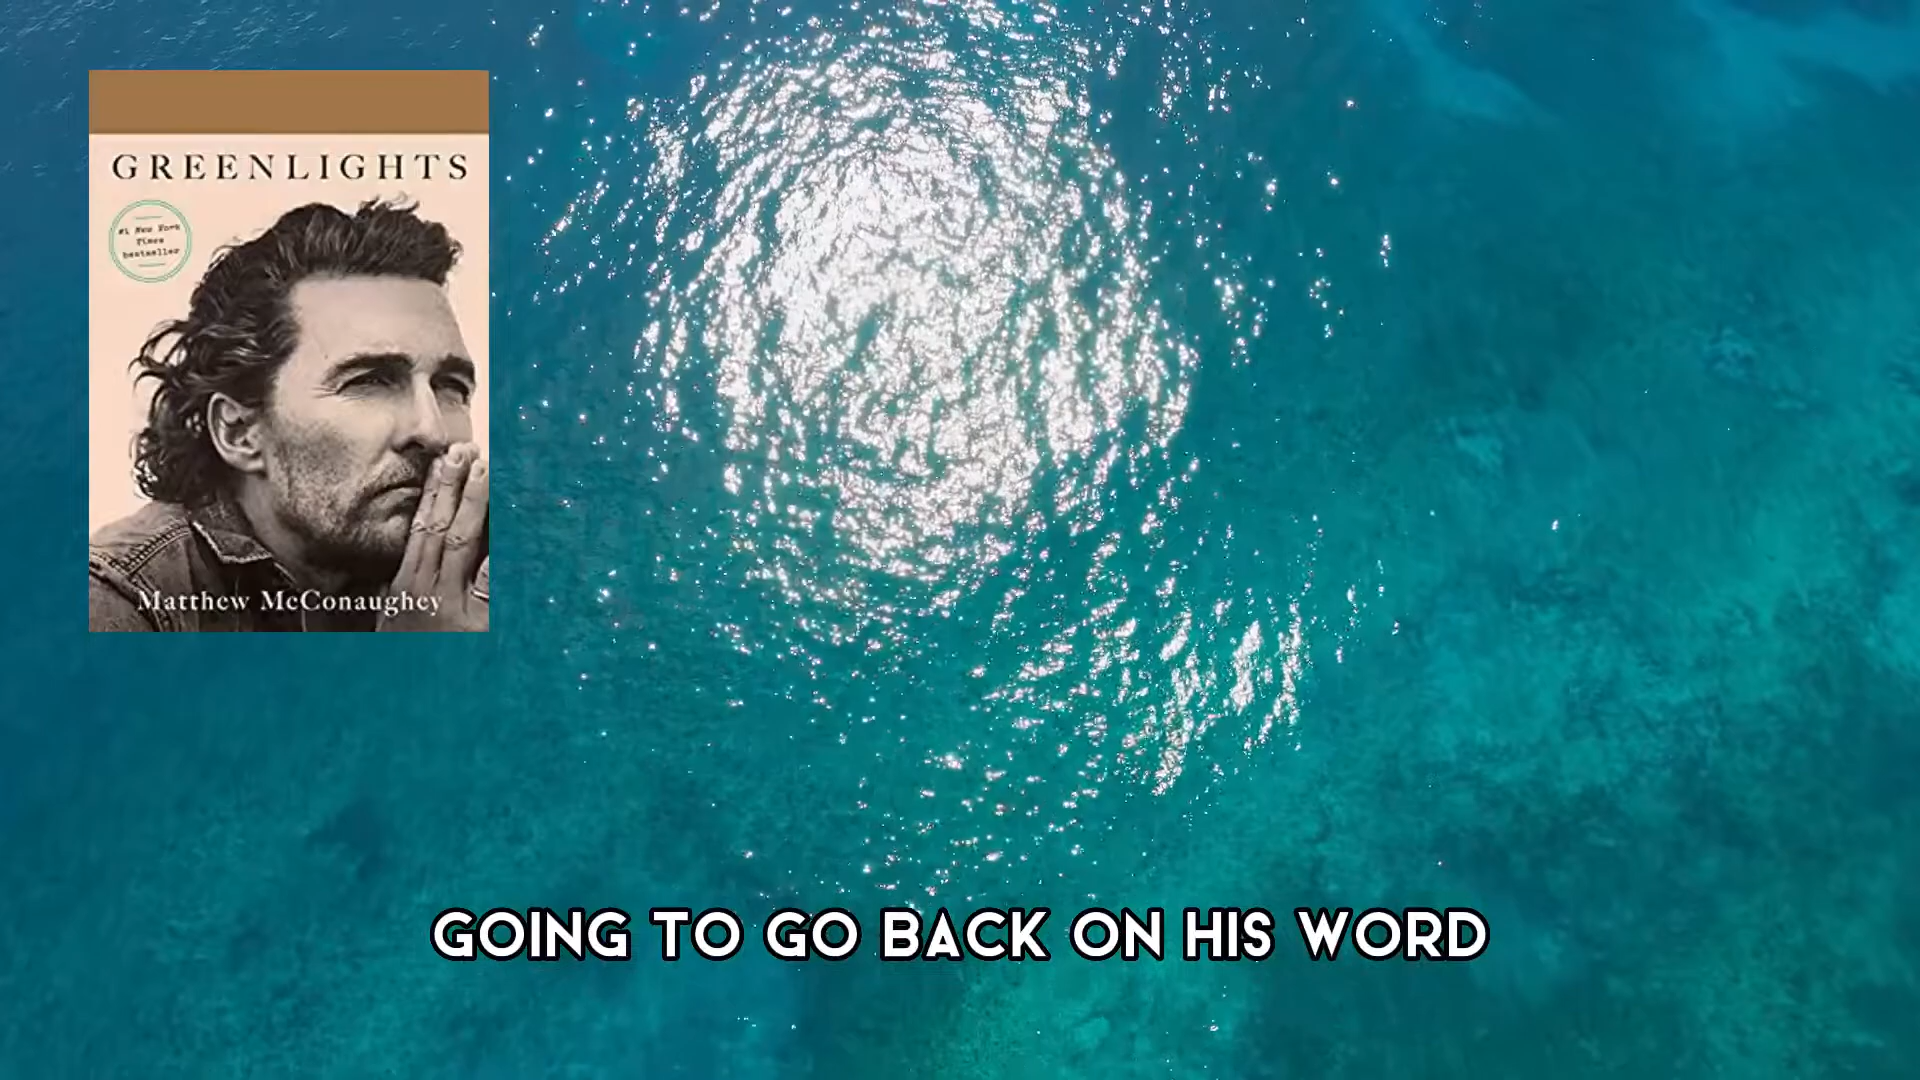 GREENLIGHTS
#1 New York
Times
bestseller
Matthew McConaughey
GOING TO GO BACK ON HIS WORD